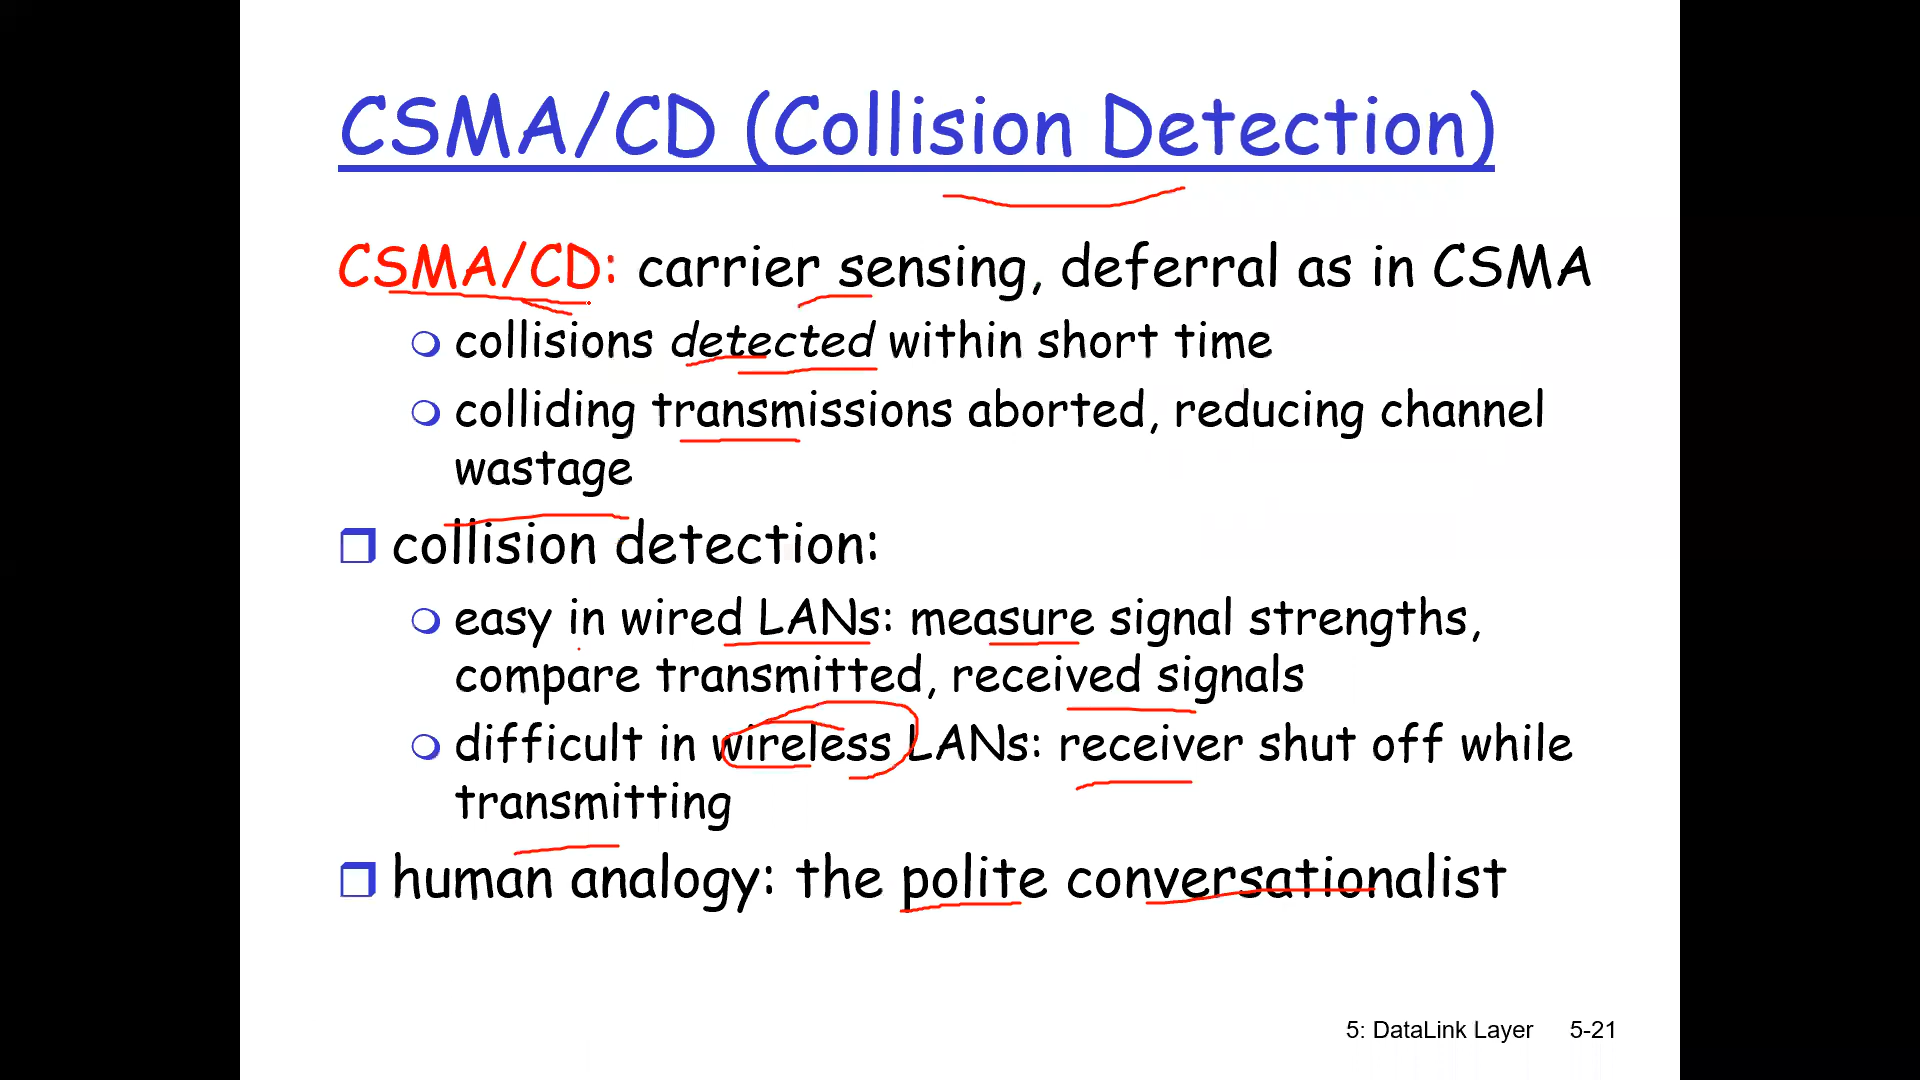 CSMA/CD (Collision Detection)
CSMA/CD: carrier sensing, deferral as in CSMA
collisions detected within short time
colliding transmissions aborted, reducing channel
wastage
collision detection:
easy in wired LANs: measure signal strengths,
compare transmitted, received signals
difficult in wireless LANs: receiver shut off while
transmitting
human analogy: the polite conversationalist
5: DataLink Layer 5-21